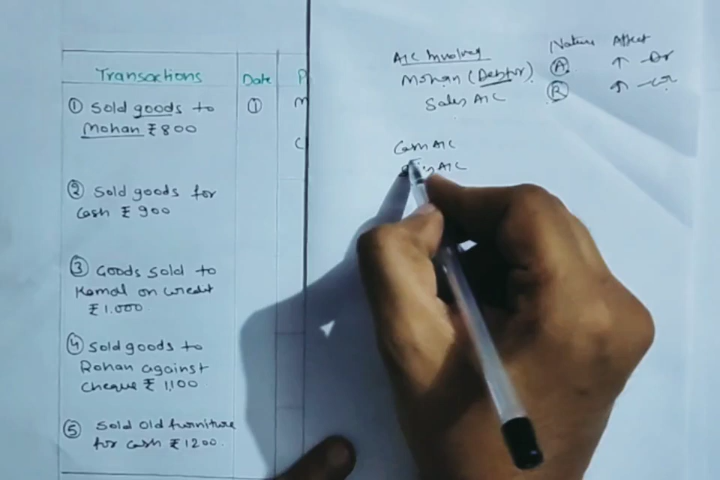 Transactions
Date
P
① Sold goods to
Mohan ₹800
①
M
C
② Sold goods for
cash ₹ 900
③ Goods sold to
Kamal on credit
₹ 1,000
④ Sold goods to
Rohan against
cheque ₹ 1,100
⑤ Sold Old furniture
for cash ₹ 1200.
A/C Involving
Nature
Affect
Mohan (Debtor)
Ⓐ
↑ - Dr
Sales A/C
Ⓡ
↑ - Cr
Cash A/C
A/C